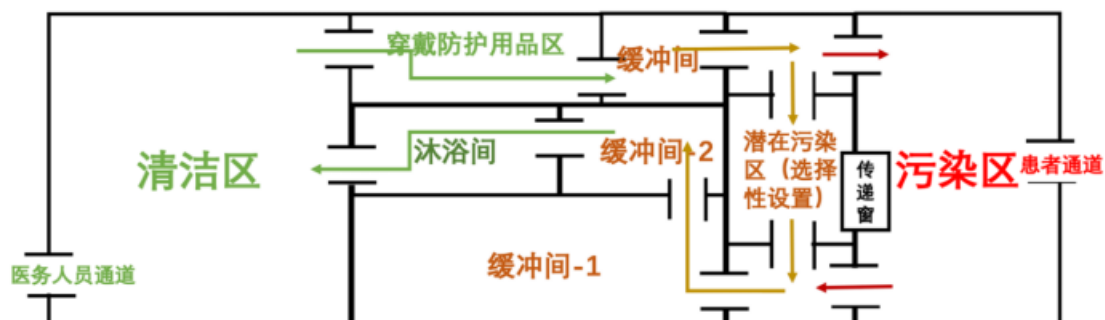 穿戴防护用品区
缓冲间
清洁区
沐浴间
缓冲间-2
潜在污染
区（选择
性设置）
传
递
窗
污染区
患者通道
医务人员通道
缓冲间-1